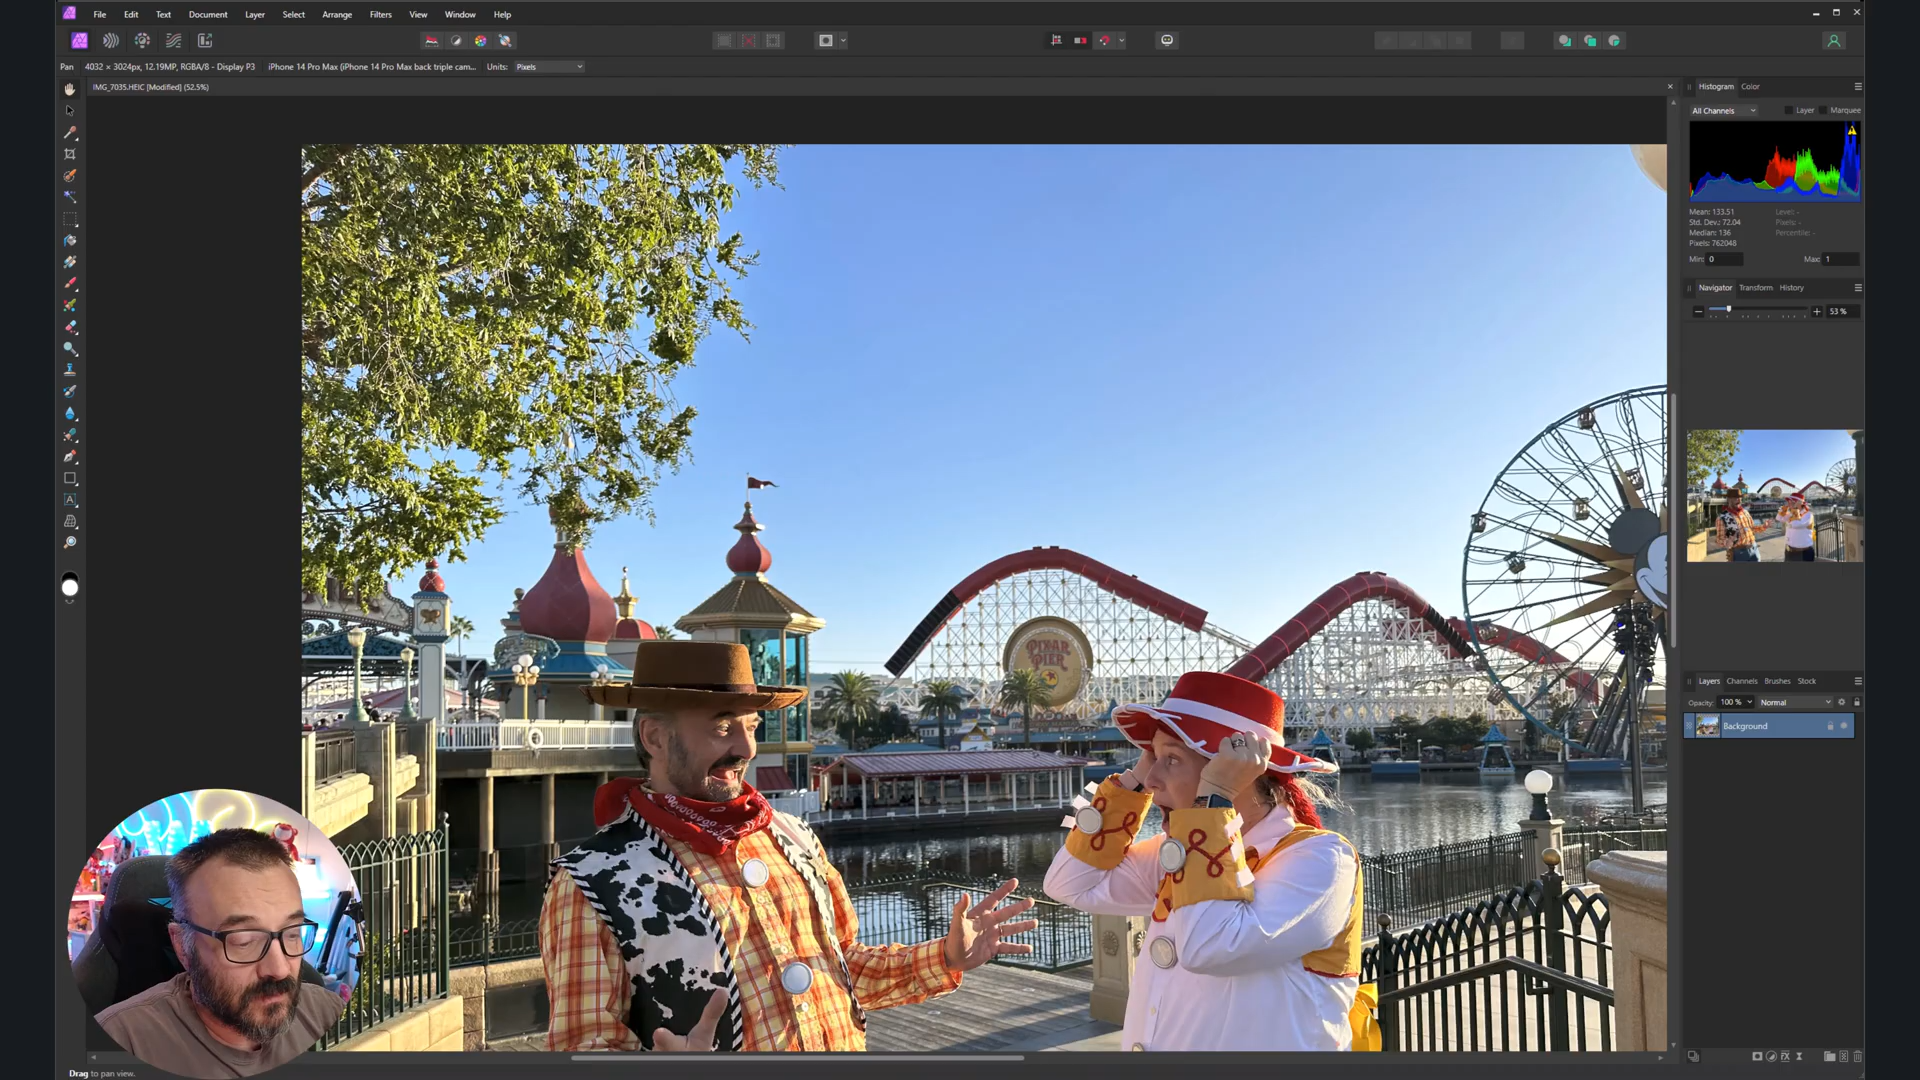 File Edit Text Document Layer Select Arrange Filters View Window Help
Pan 4032 × 3024px, 12.19MP, RGBA/8 - Display P3 iPhone 14 Pro Max (iPhone 14 Pro Max back triple cam... Units: Pixels
IMG_7035.HEIC [Modified] (52.5%)
Histogram Color
All Channels Layer Marquee
Mean: 133.51 Level: -
Std. Dev.: 72.04 Pixels: -
Median: 136 Percentile: -
Pixels: 762048
Min: 0 Max: 1
Navigator Transform History
53 %
PIXAR
PIER
Layers Channels Brushes Stock
Opacity: 100 % Normal
Background
Drag to pan view.